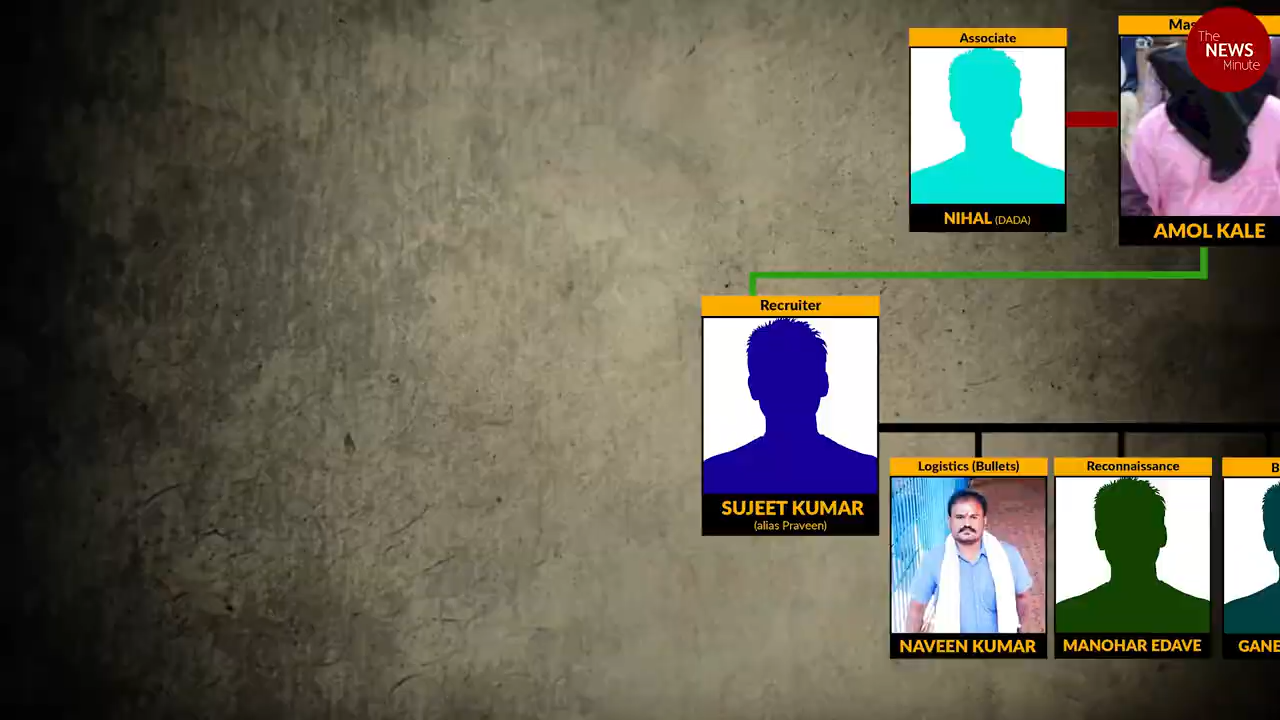 Associate
NIHAL (DADA)
The
NEWS
Minute
AMOL KALE
Recruiter
SUJEET KUMAR
(alias Praveen)
Logistics (Bullets)
NAVEEN KUMAR
Reconnaissance
MANOHAR EDAVE